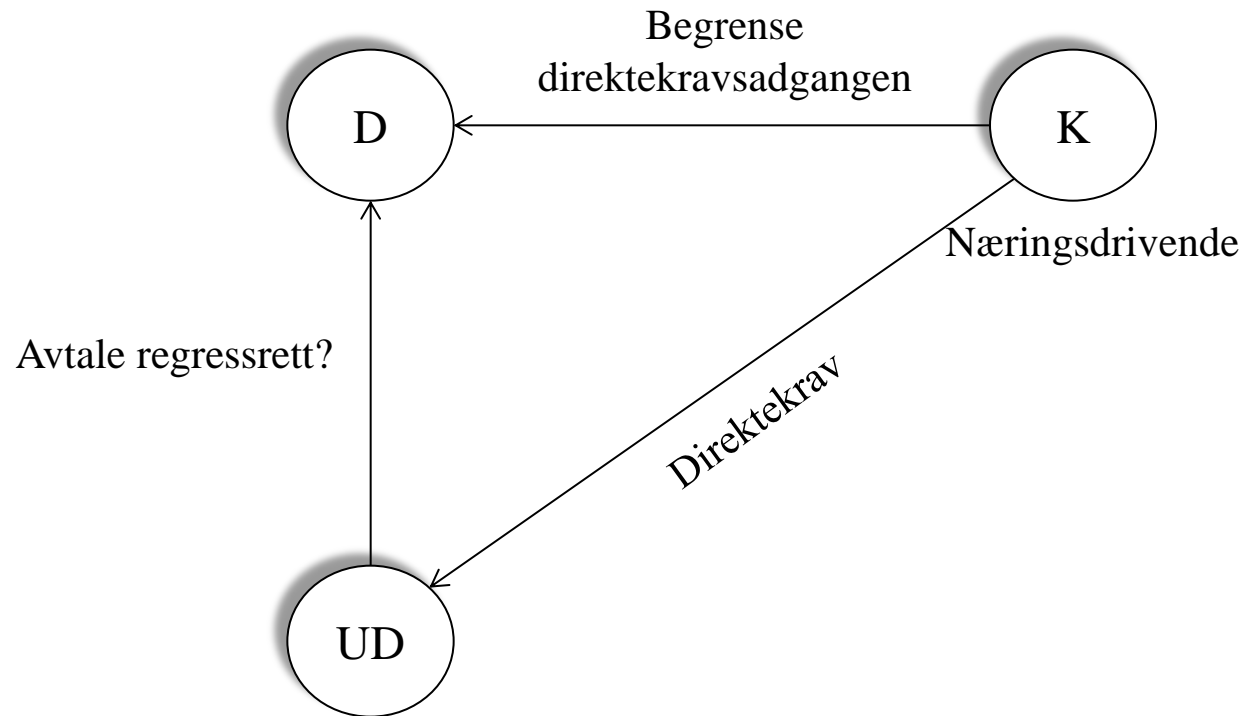 Begrense
direktekravsadgangen
D
K
Næringsdrivende
Avtale regressrett?
Direktekrav
UD